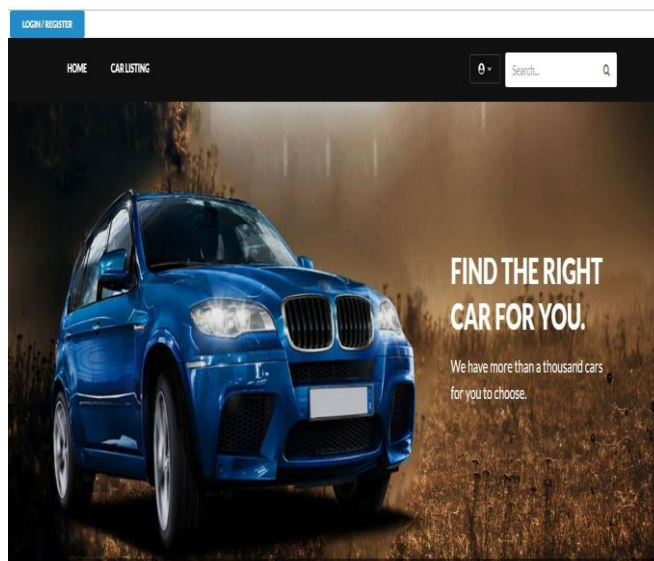 LOGIN / REGISTER
HOME CAR LISTING
Search...
FIND THE RIGHT
CAR FOR YOU.
We have more than a thousand cars
for you to choose.